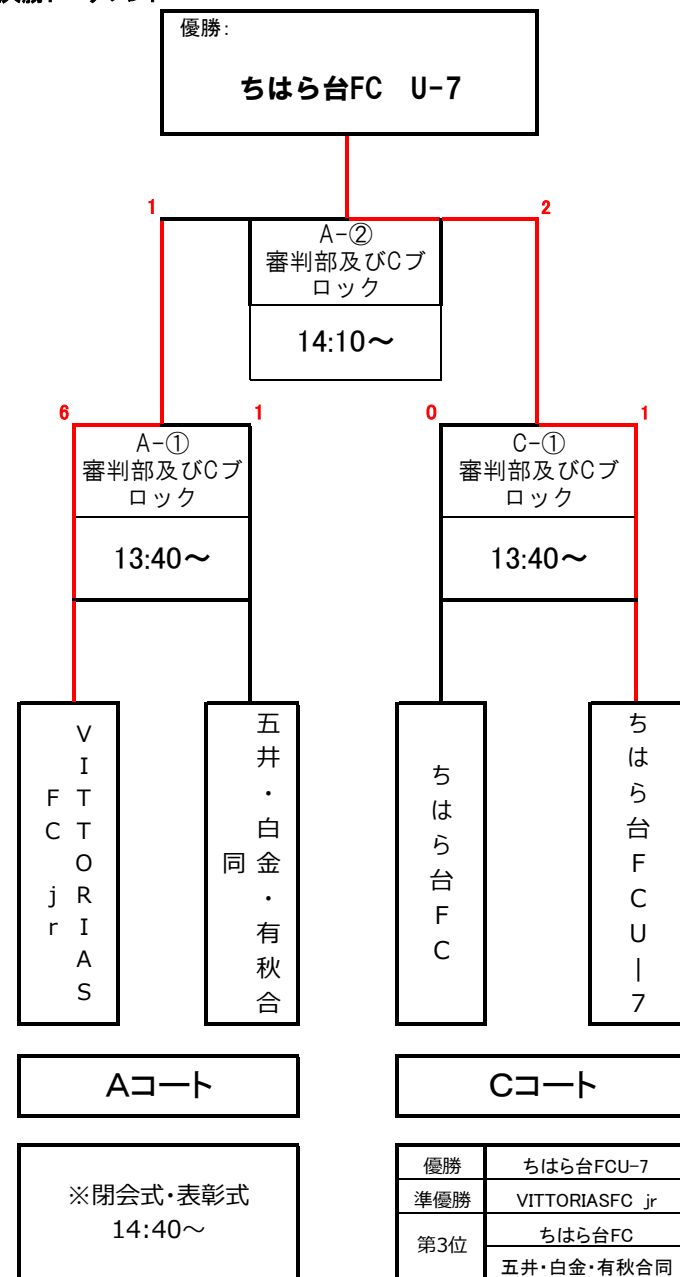 優勝:
ちはら台FC U-7
1
2
A-②
審判部及びCブ
ロック
14:10～
6
1
0
1
A-①
審判部及びCブ
ロック
13:40～
C-①
審判部及びCブ
ロック
13:40～
VITTORIAS
FC jr
五井・白金・有秋合
同
ちはら台FC
ちはら台FCU|7
Aコート
Cコート
※閉会式・表彰式
14:40～
優勝 ちはら台FCU-7
準優勝 VITTORIASFC jr
第3位 ちはら台FC
五井・白金・有秋合同